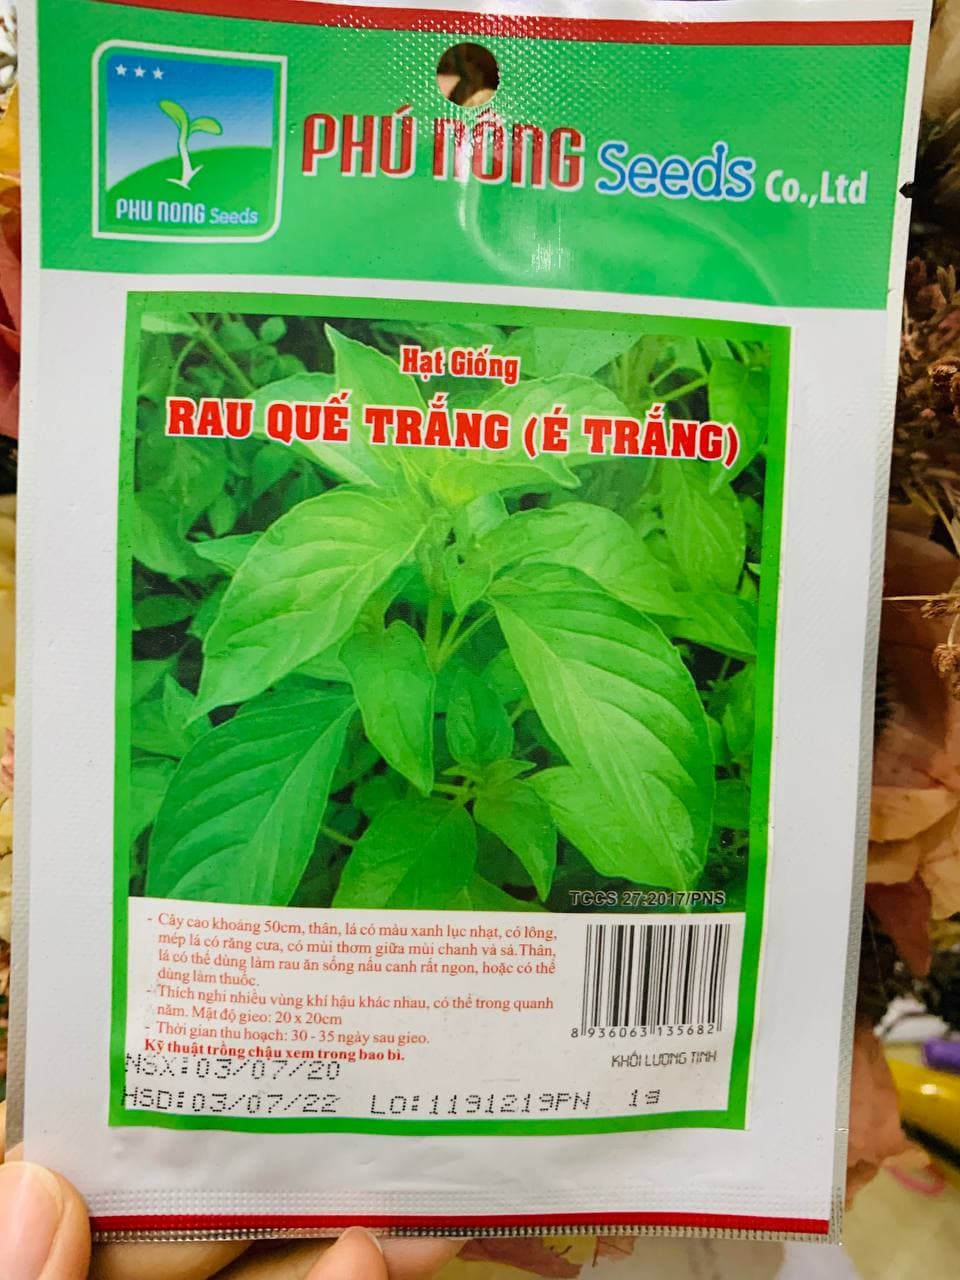 PHU NONG Seeds
PHÚ NÔNG Seeds Co.,Ltd
Hạt Giống
RAU QUẾ TRẮNG (É TRẮNG)
TCCS 27:2017/PNS
- Cây cao khoảng 50cm, thân, lá có màu xanh lục nhạt, có lông,
mép lá có răng cưa, có mùi thơm giữa mùi chanh và sả. Thân,
lá có thể dùng làm rau ăn sống nấu canh rất ngon, hoặc có thể
dùng làm thuốc.
- Thích nghi nhiều vùng khí hậu khác nhau, có thể trong quanh
năm. Mật độ gieo: 20 x 20cm
- Thời gian thu hoạch: 30 - 35 ngày sau gieo.
Kỹ thuật trồng chậu xem trong bao bì.
8 936063 135682
KHỐI LƯỢNG TỊNH
NSX:03/07/20
HSD:03/07/22 LO:1191219PN 1g